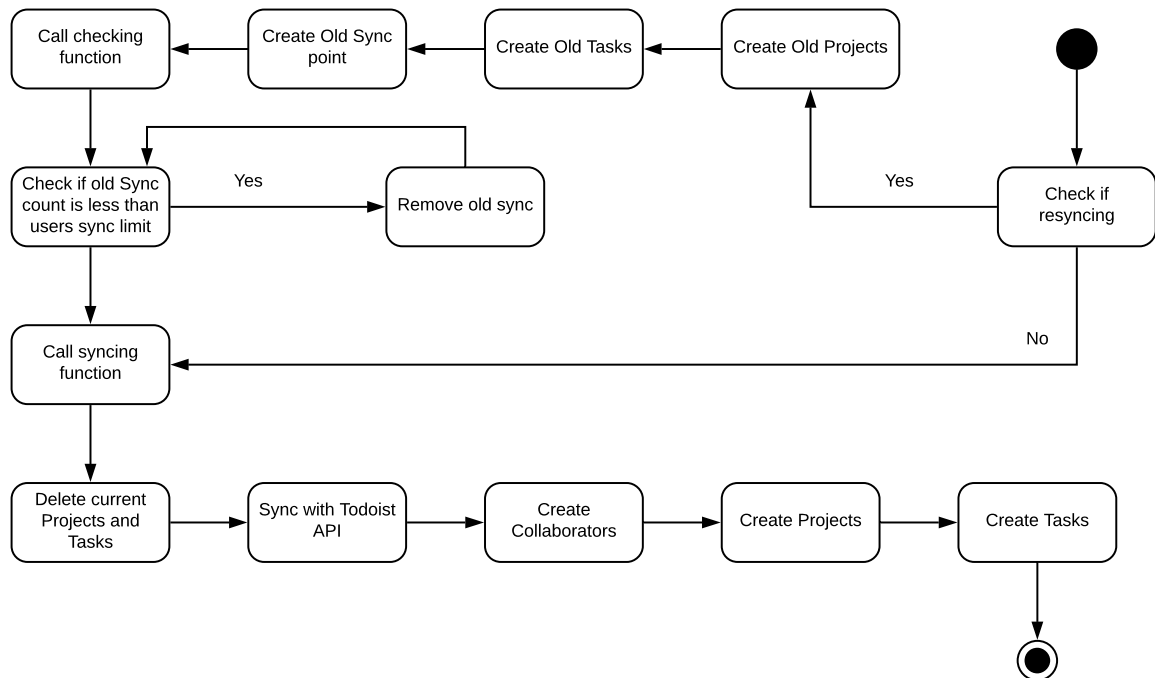 Call checking
function
Create Old Sync
point
Create Old Tasks
Create Old Projects
Check if old Sync
count is less than
users sync limit
Yes
Remove old sync
Yes
Check if
resyncing
Call syncing
function
No
Delete current
Projects and
Tasks
Sync with Todoist
API
Create
Collaborators
Create Projects
Create Tasks